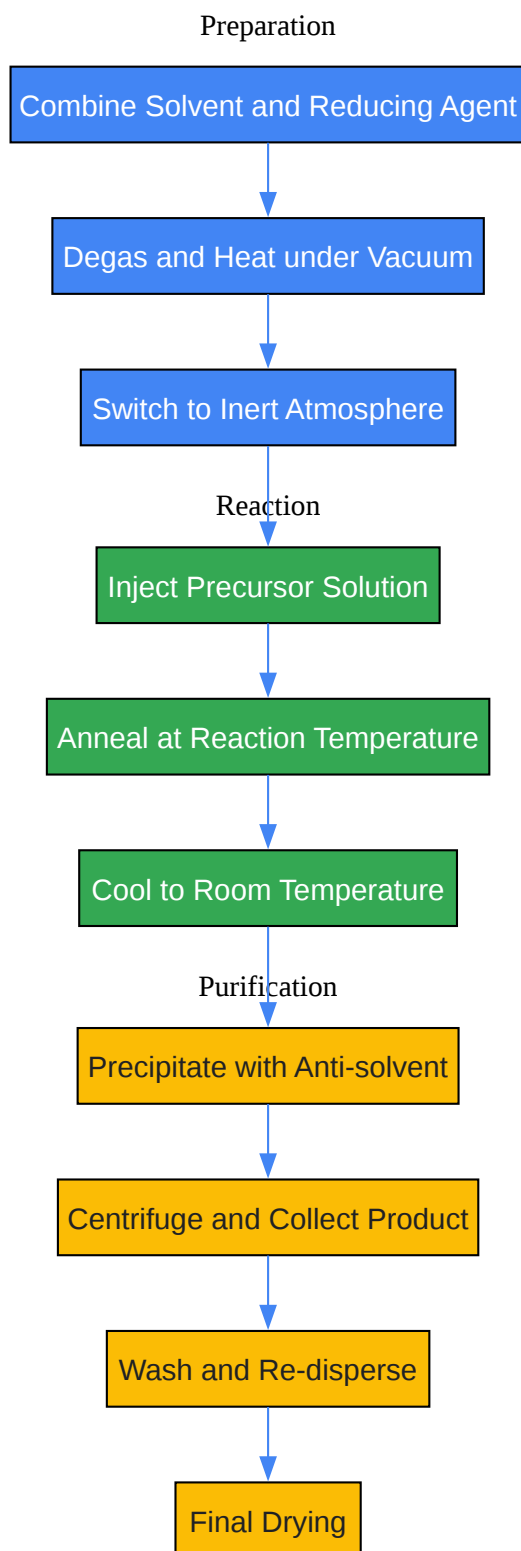 Preparation
Combine Solvent and Reducing Agent
Degas and Heat under Vacuum
Switch to Inert Atmosphere
Reaction
Inject Precursor Solution
Anneal at Reaction Temperature
Cool to Room Temperature
Purification
Precipitate with Anti-solvent
Centrifuge and Collect Product
Wash and Re-disperse
Final Drying